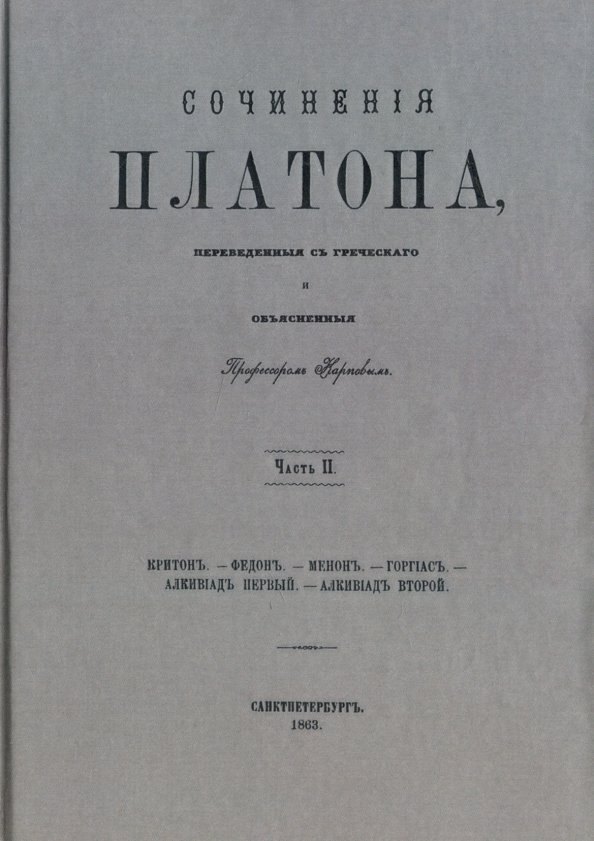 СОЧИНЕНІЯ
ПЛАТОНА,
ПЕРЕВЕДЕННЫЯ СЪ ГРЕЧЕСКАГО
И
ОБЪЯСНЕННЫЯ
Профессоромъ Карповымъ.
Часть II.
КРИТОНЪ. — ФЕДОНЪ. — МЕНОНЪ. — ГОРГІАСЪ. —
АЛКИВІАДЪ ПЕРВЫЙ. — АЛКИВІАДЪ ВТОРОЙ.
САНКТПЕТЕРБУРГЪ.
1863.